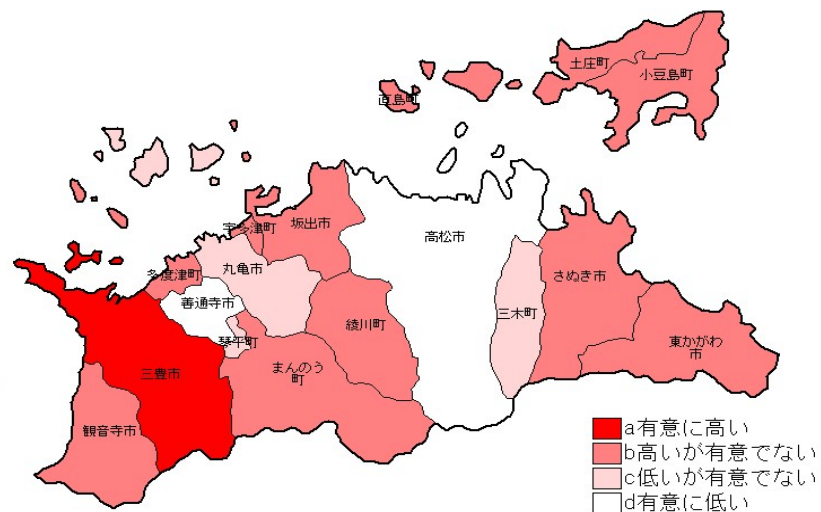 土庄町
小豆島町
直島町
宇多津町
坂出市
高松市
多度津町
丸亀市
さぬき市
善通寺市
三木町
綾川町
琴平町
東かがわ
市
まんのう
町
三豊市
観音寺市
a有意に高い
b高いが有意でない
c低いが有意でない
d有意に低い